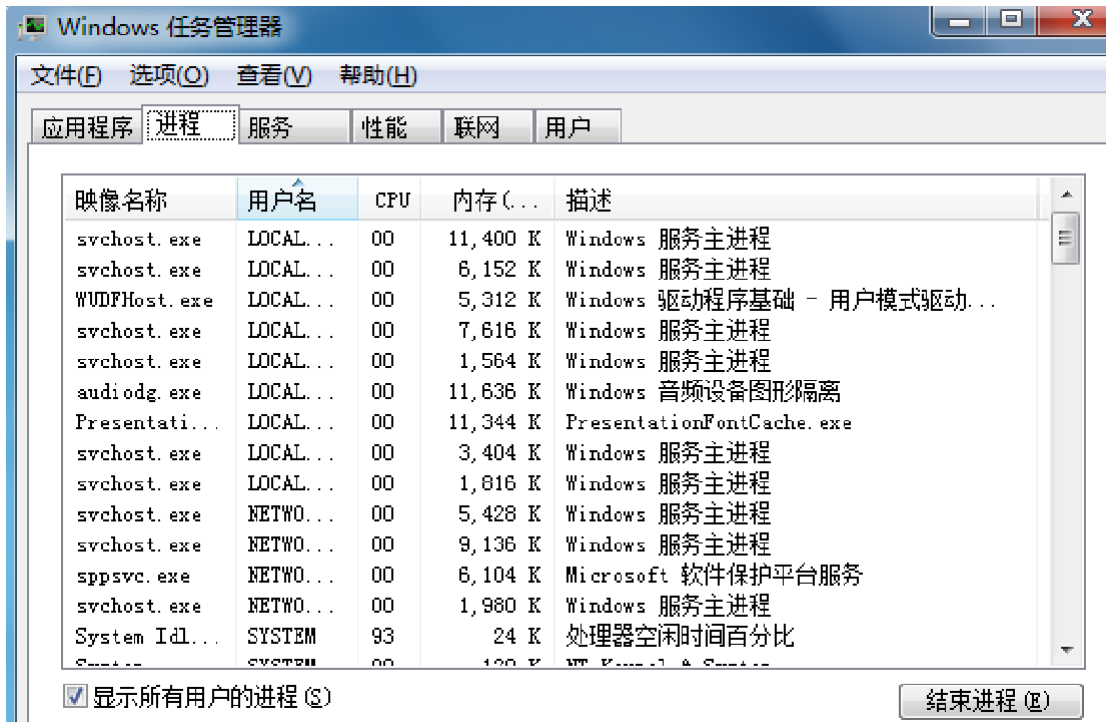 Windows 任务管理器
文件(F) 选项(O) 查看(V) 帮助(H)
应用程序 进程 服务 性能 联网 用户
映像名称 用户名 CPU 内存(... 描述
svchost.exe LOCAL... 00 11,400 K Windows 服务主进程
svchost.exe LOCAL... 00 6,152 K Windows 服务主进程
WUDFHost.exe LOCAL... 00 5,312 K Windows 驱动程序基础 - 用户模式驱动...
svchost.exe LOCAL... 00 7,616 K Windows 服务主进程
svchost.exe LOCAL... 00 1,564 K Windows 服务主进程
audiodg.exe LOCAL... 00 11,636 K Windows 音频设备图形隔离
Presentati... LOCAL... 00 11,344 K PresentationFontCache.exe
svchost.exe LOCAL... 00 3,404 K Windows 服务主进程
svchost.exe LOCAL... 00 1,816 K Windows 服务主进程
svchost.exe NETWO... 00 5,428 K Windows 服务主进程
svchost.exe NETWO... 00 9,136 K Windows 服务主进程
sppsvc.exe NETWO... 00 6,104 K Microsoft 软件保护平台服务
svchost.exe NETWO... 00 1,980 K Windows 服务主进程
System Idl... SYSTEM 93 24 K 处理器空闲时间百分比
显示所有用户的进程(S) 结束进程(E)